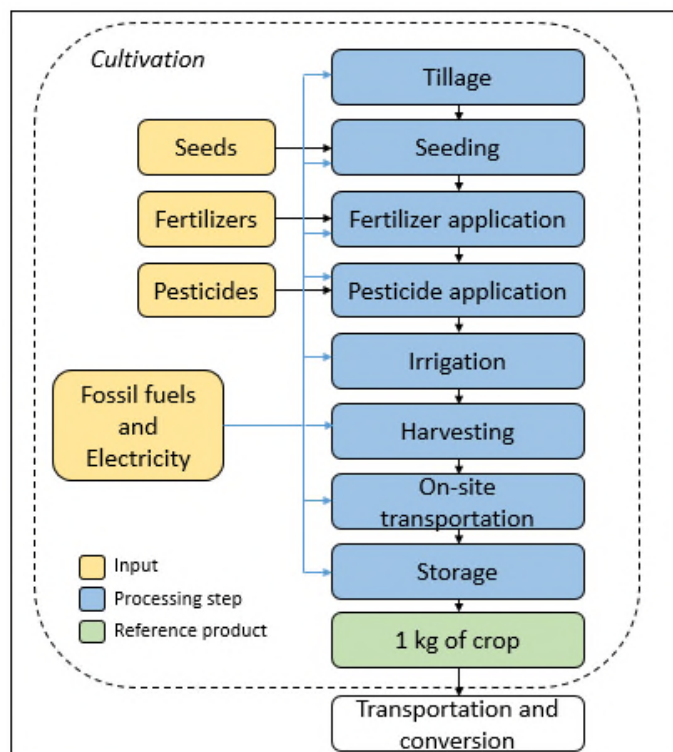 Cultivation
Tillage
Seeds
Seeding
Fertilizers
Fertilizer application
Pesticides
Pesticide application
Irrigation
Fossil fuels
and
Electricity
Harvesting
On-site
transportation
Storage
Input
Processing step
Reference product
1 kg of crop
Transportation and
conversion